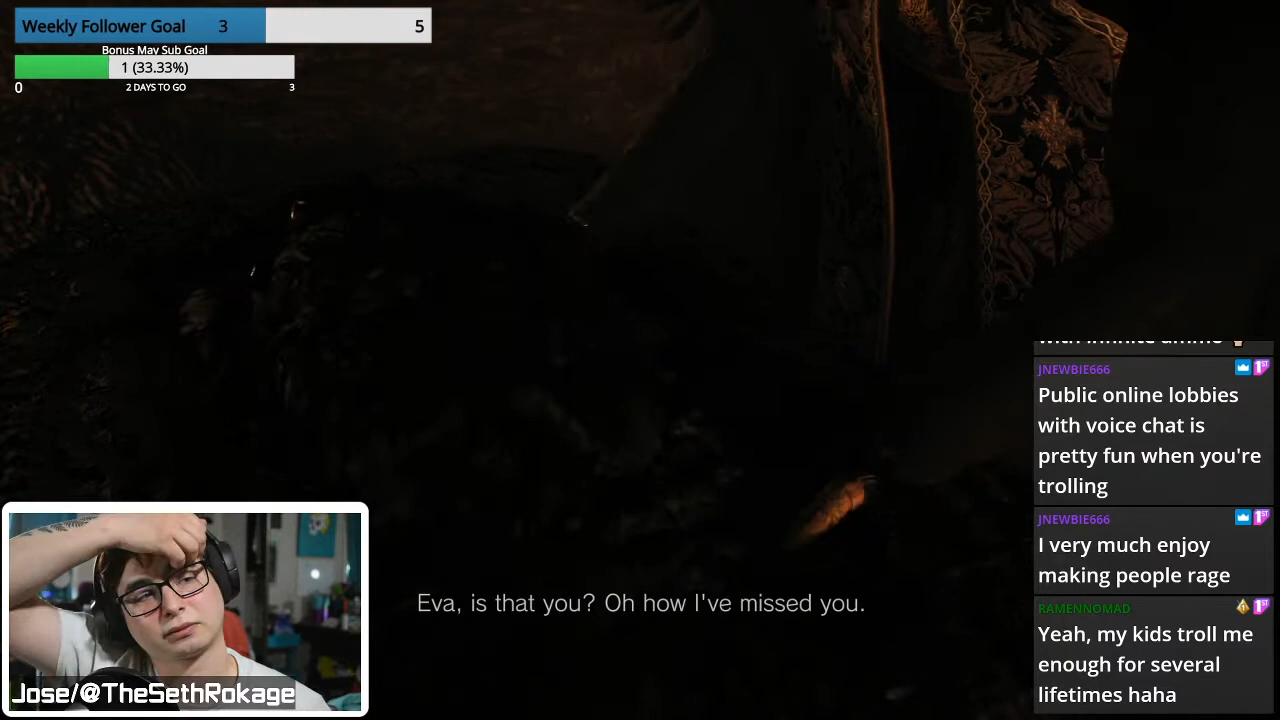 Weekly Follower Goal 3 5
Bonus May Sub Goal
1 (33.33%)
0 2 DAYS TO GO 3
with infinite ammo
JNEWBIE666
Public online lobbies
with voice chat is
pretty fun when you're
trolling
JNEWBIE666
I very much enjoy
making people rage
RAMENNOMAD
Yeah, my kids troll me
enough for several
lifetimes haha
Eva, is that you? Oh how I've missed you.
Jose/@TheSethRokage